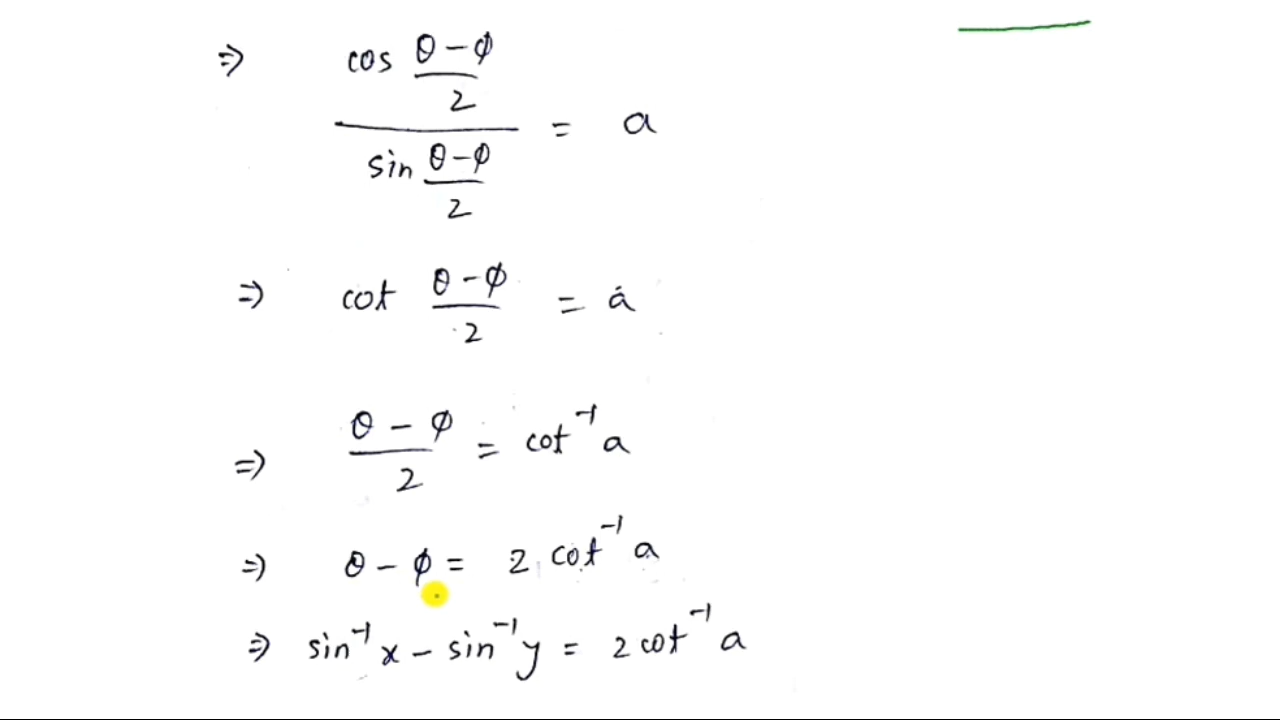 ⇒ cos (θ-ϕ)/2 / sin (θ-ϕ)/2 = a
⇒ cot (θ-ϕ)/2 = a
⇒ (θ-ϕ)/2 = cot⁻¹ a
⇒ θ-ϕ = 2 cot⁻¹ a
⇒ sin⁻¹ x - sin⁻¹ y = 2 cot⁻¹ a